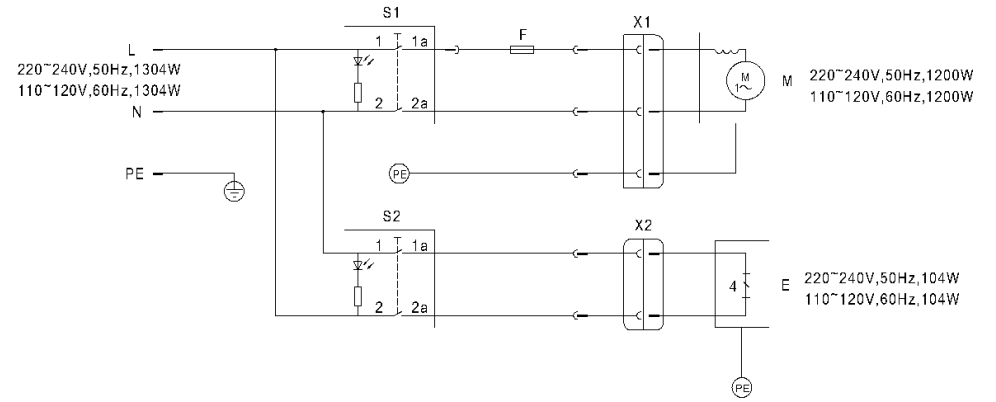 S1
X1
F
L
1
1a
220~240V,50Hz,1304W
110~120V,60Hz,1304W
M
1~
M
220~240V,50Hz,1200W
110~120V,60Hz,1200W
N
2
2a
PE
PE
S2
X2
1
1a
4
E
220~240V,50Hz,104W
110~120V,60Hz,104W
2
2a
PE